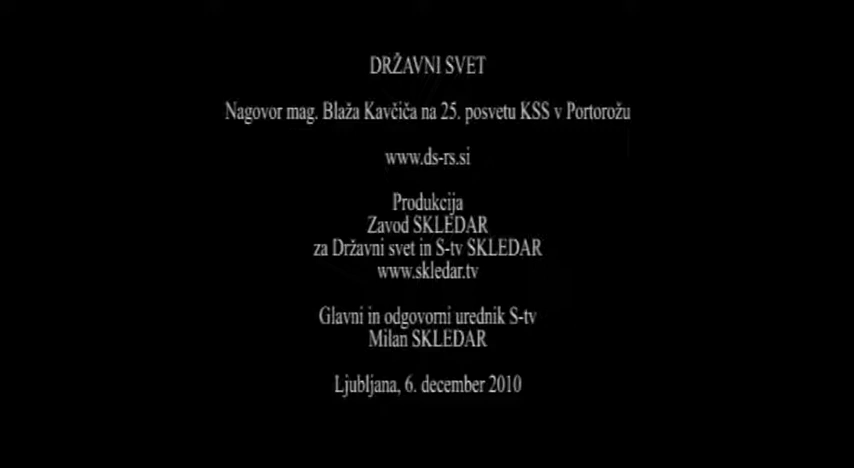 DRŽAVNI SVET
Nagovor mag. Blaža Kavčiča na 25. posvetu KSS v Portorožu
www.ds-rs.si
Produkcija
Zavod SKLEDAR
za Državni svet in S-tv SKLEDAR
www.skledar.tv
Glavni in odgovorni urednik S-tv
Milan SKLEDAR
Ljubljana, 6. december 2010